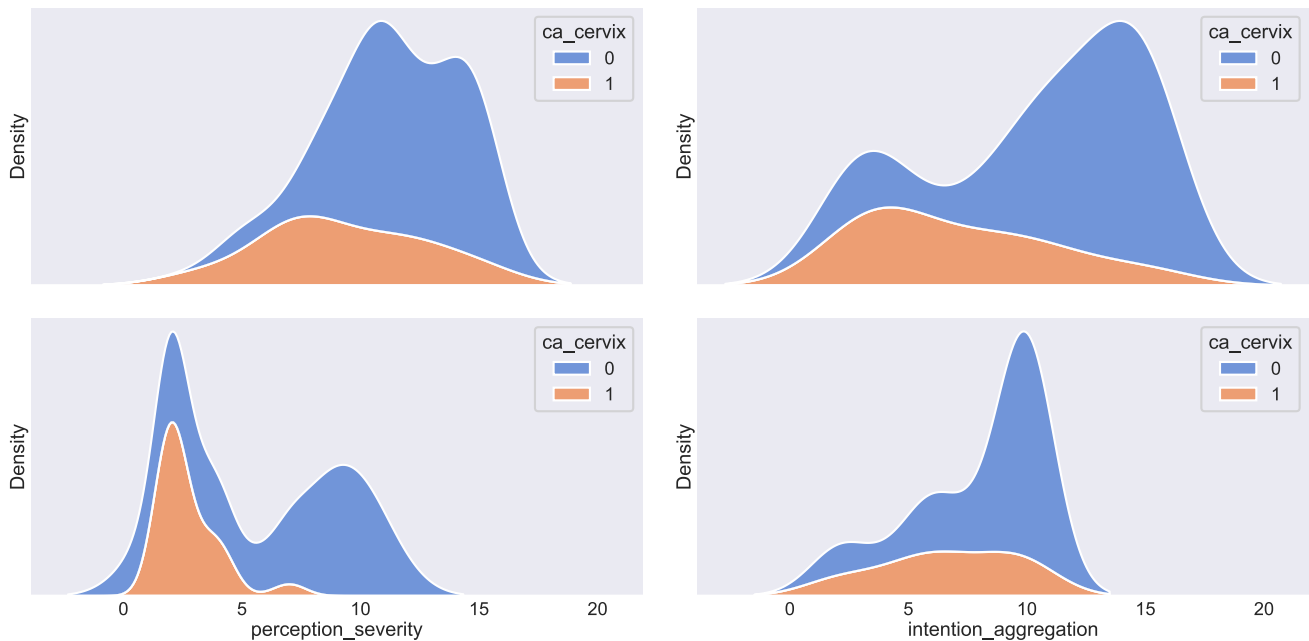 Density
ca_cervix
0
1
Density
ca_cervix
0
1
Density
ca_cervix
0
1
0 5 10 15 20
perception_severity
Density
ca_cervix
0
1
0 5 10 15 20
intention_aggregation